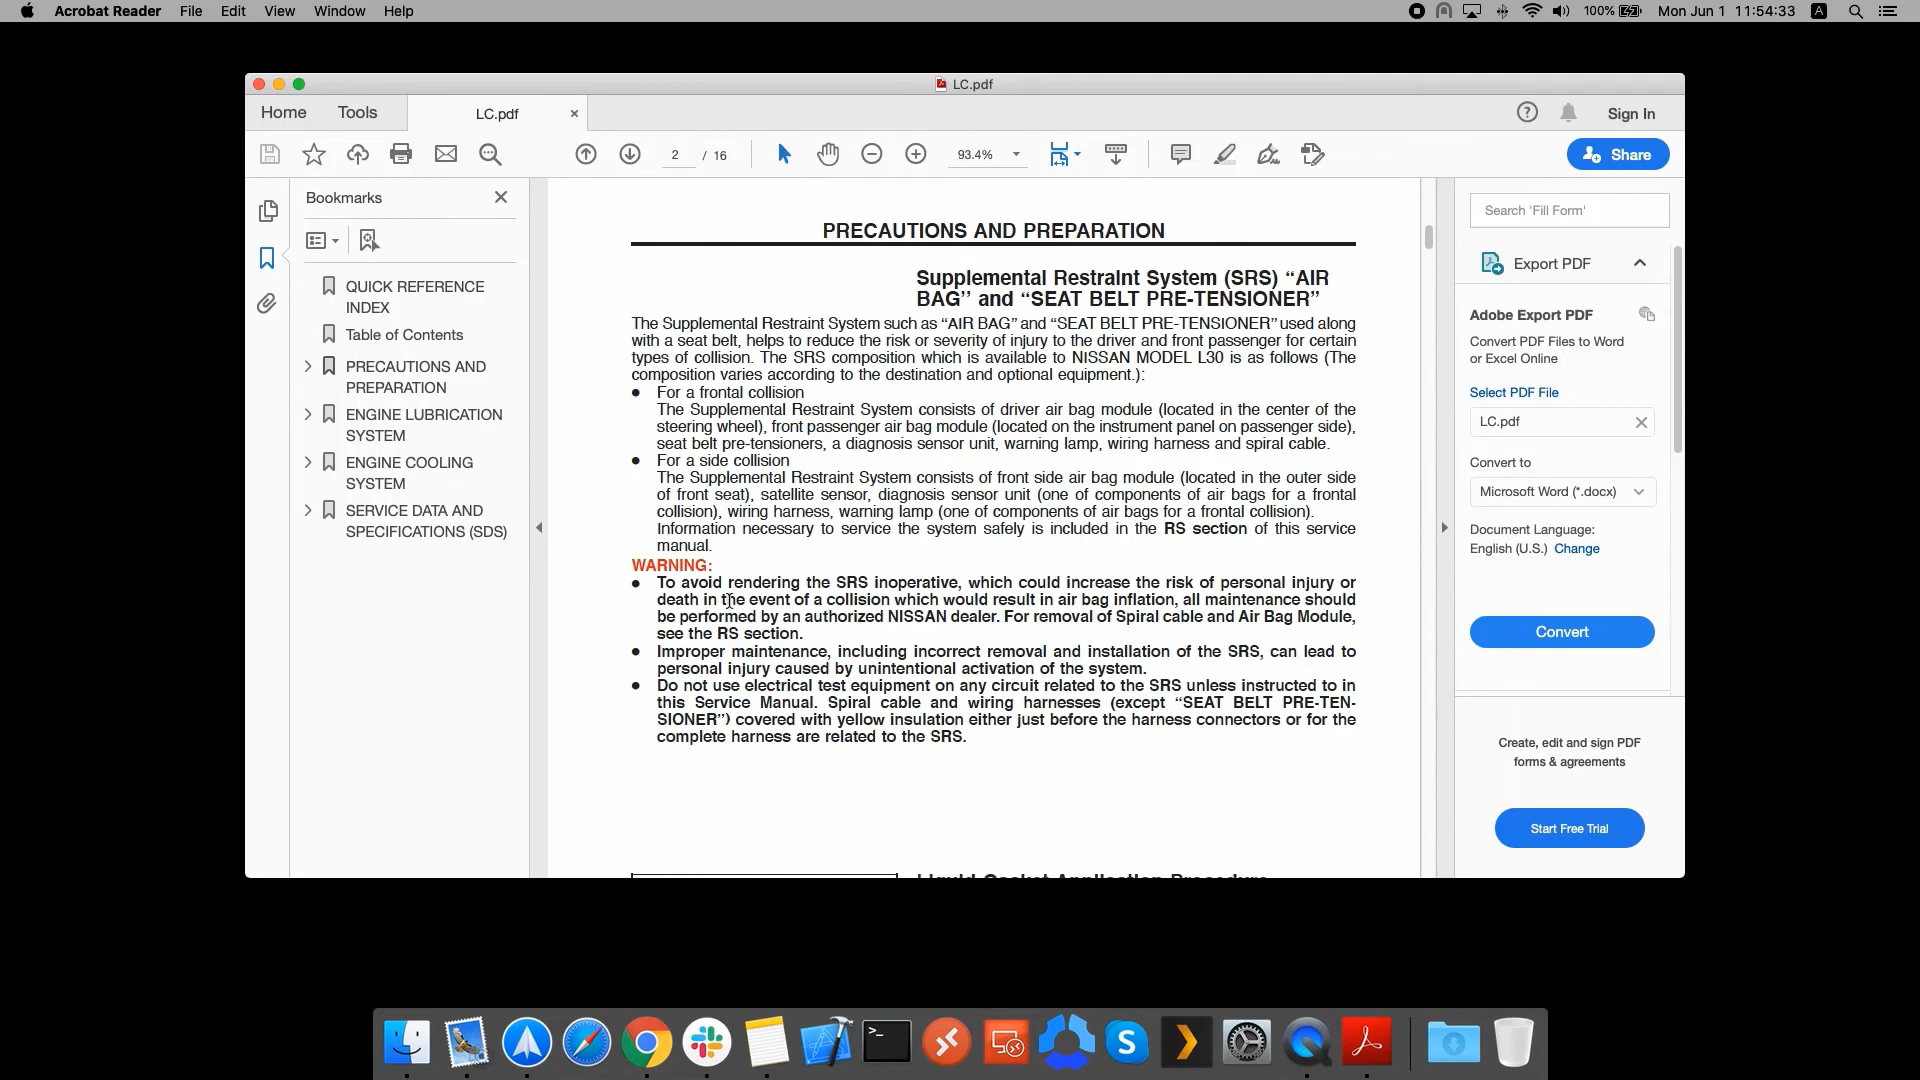 Acrobat Reader File Edit View Window Help 100% Mon Jun 1 11:54:33 A
LC.pdf
Home Tools LC.pdf Sign In
2 / 16 93.4% Share
Bookmarks
QUICK REFERENCE
INDEX
Table of Contents
PRECAUTIONS AND
PREPARATION
ENGINE LUBRICATION
SYSTEM
ENGINE COOLING
SYSTEM
SERVICE DATA AND
SPECIFICATIONS (SDS)
PRECAUTIONS AND PREPARATION
Supplemental Restraint System (SRS) “AIR
BAG’’ and “SEAT BELT PRE-TENSIONER’’
The Supplemental Restraint System such as “AIR BAG’’ and “SEAT BELT PRE-TENSIONER’’ used along
with a seat belt, helps to reduce the risk or severity of injury to the driver and front passenger for certain
types of collision. The SRS composition which is available to NISSAN MODEL L30 is as follows (The
composition varies according to the destination and optional equipment.):
● For a frontal collision
The Supplemental Restraint System consists of driver air bag module (located in the center of the
steering wheel), front passenger air bag module (located on the instrument panel on passenger side),
seat belt pre-tensioners, a diagnosis sensor unit, warning lamp, wiring harness and spiral cable.
● For a side collision
The Supplemental Restraint System consists of front side air bag module (located in the outer side
of front seat), satellite sensor, diagnosis sensor unit (one of components of air bags for a frontal
collision), wiring harness, warning lamp (one of components of air bags for a frontal collision).
Information necessary to service the system safely is included in the RS section of this service
manual.
WARNING:
● To avoid rendering the SRS inoperative, which could increase the risk of personal injury or
death in the event of a collision which would result in air bag inflation, all maintenance should
be performed by an authorized NISSAN dealer. For removal of Spiral cable and Air Bag Module,
see the RS section.
● Improper maintenance, including incorrect removal and installation of the SRS, can lead to
personal injury caused by unintentional activation of the system.
● Do not use electrical test equipment on any circuit related to the SRS unless instructed to in
this Service Manual. Spiral cable and wiring harnesses (except “SEAT BELT PRE-TEN-
SIONER’’) covered with yellow insulation either just before the harness connectors or for the
complete harness are related to the SRS.
Liquid Gasket Application Procedure
Search 'Fill Form'
Export PDF
Adobe Export PDF
Convert PDF Files to Word
or Excel Online
Select PDF File
LC.pdf
Convert to
Microsoft Word (*.docx)
Document Language:
English (U.S.) Change
Convert
Create, edit and sign PDF
forms & agreements
Start Free Trial